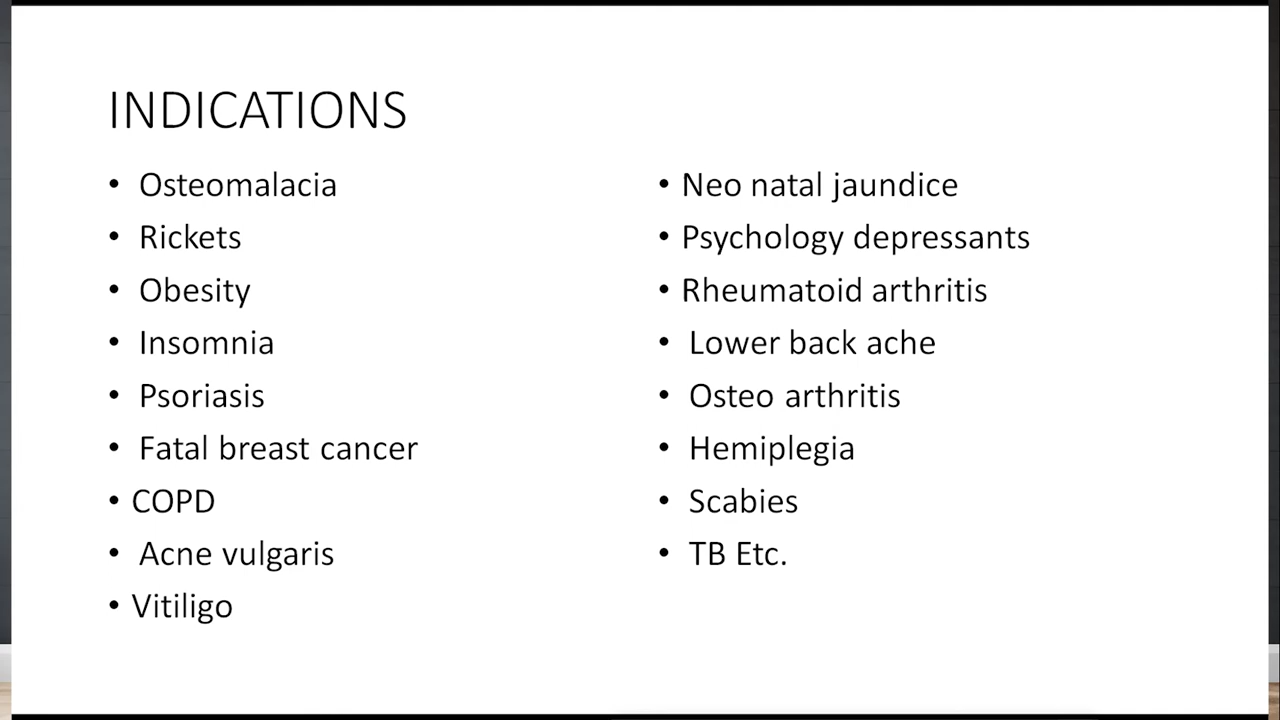 INDICATIONS
• Osteomalacia
• Rickets
• Obesity
• Insomnia
• Psoriasis
• Fatal breast cancer
• COPD
• Acne vulgaris
• Vitiligo
• Neo natal jaundice
• Psychology depressants
• Rheumatoid arthritis
• Lower back ache
• Osteo arthritis
• Hemiplegia
• Scabies
• TB Etc.